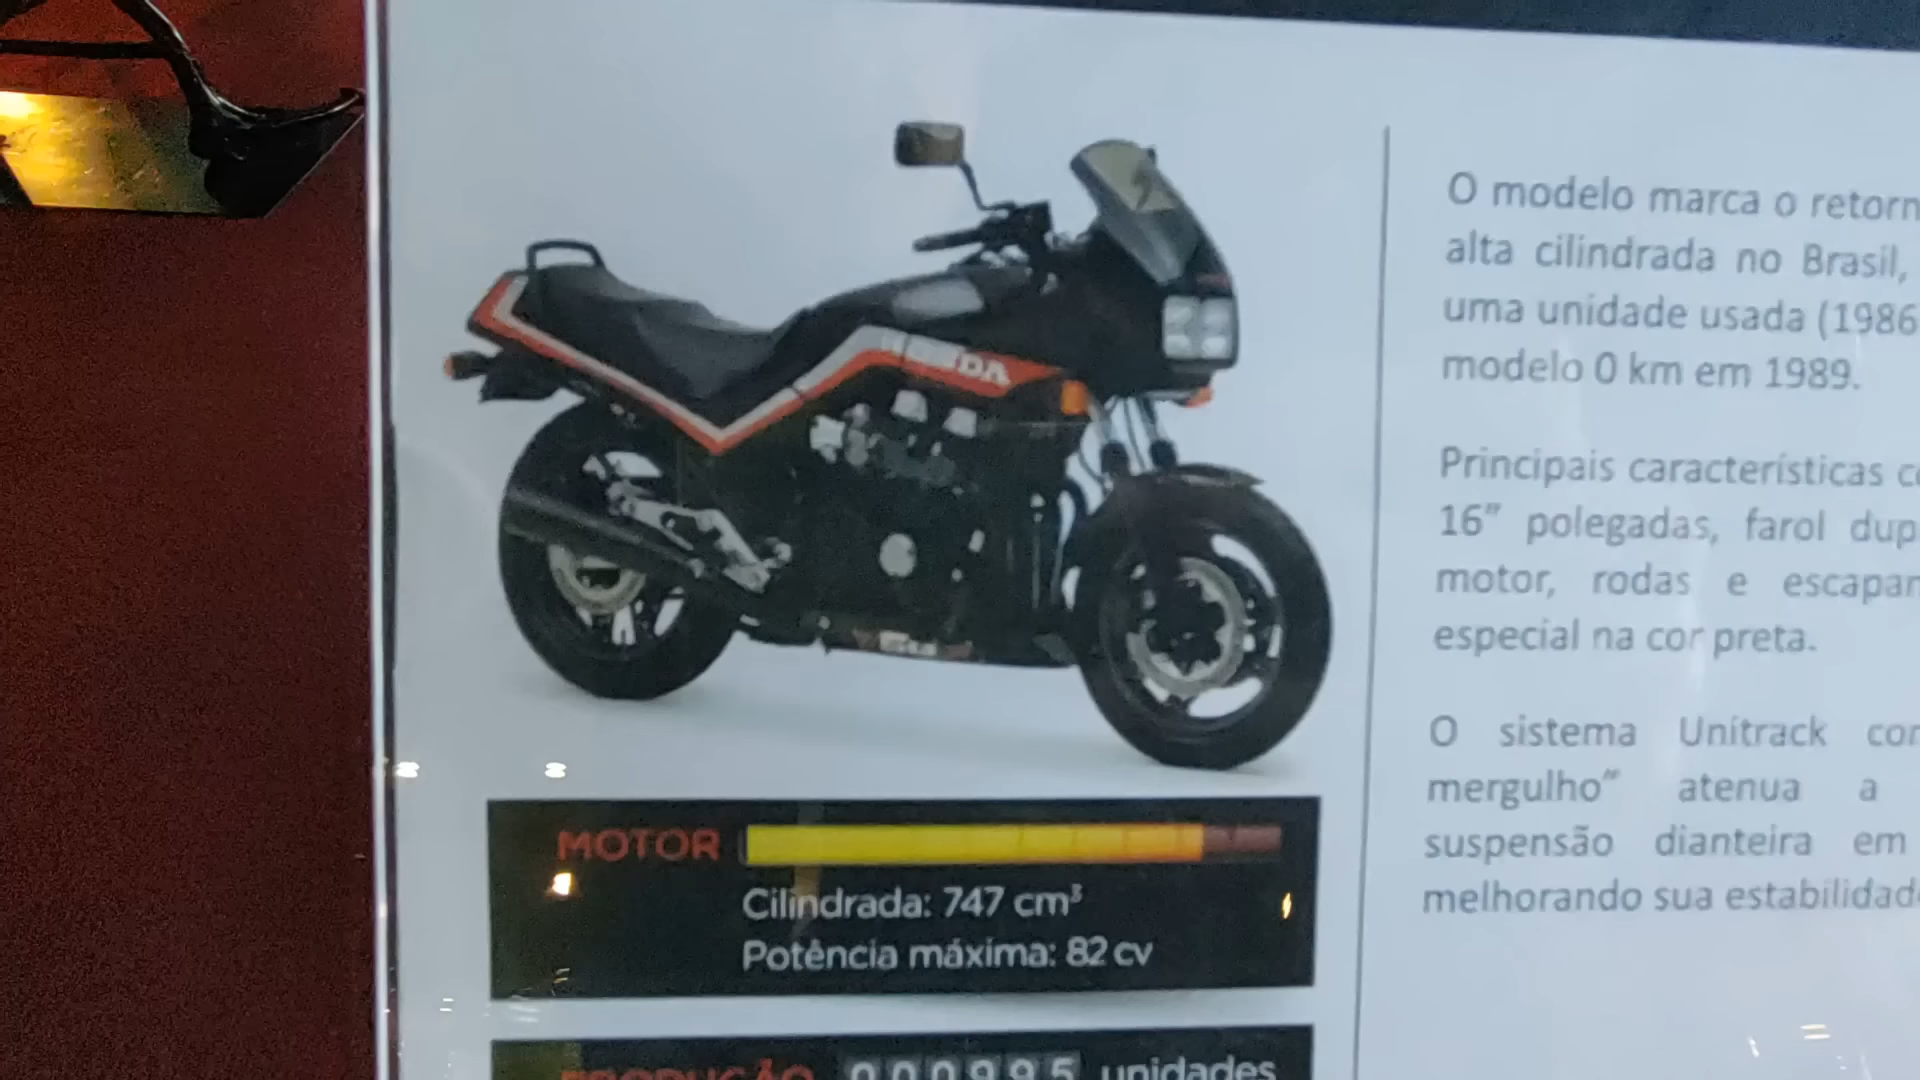 HONDA
MOTOR
Cilindrada: 747 cm³
Potência máxima: 82 cv
PRODUÇÃO 000995 unidades
O modelo marca o retorn
alta cilindrada no Brasil,
uma unidade usada (1986
modelo 0 km em 1989.
Principais características c
16” polegadas, farol dup
motor, rodas e escapar
especial na cor preta.
O sistema Unitrack cor
mergulho” atenua a
suspensão dianteira em
melhorando sua estabilidad